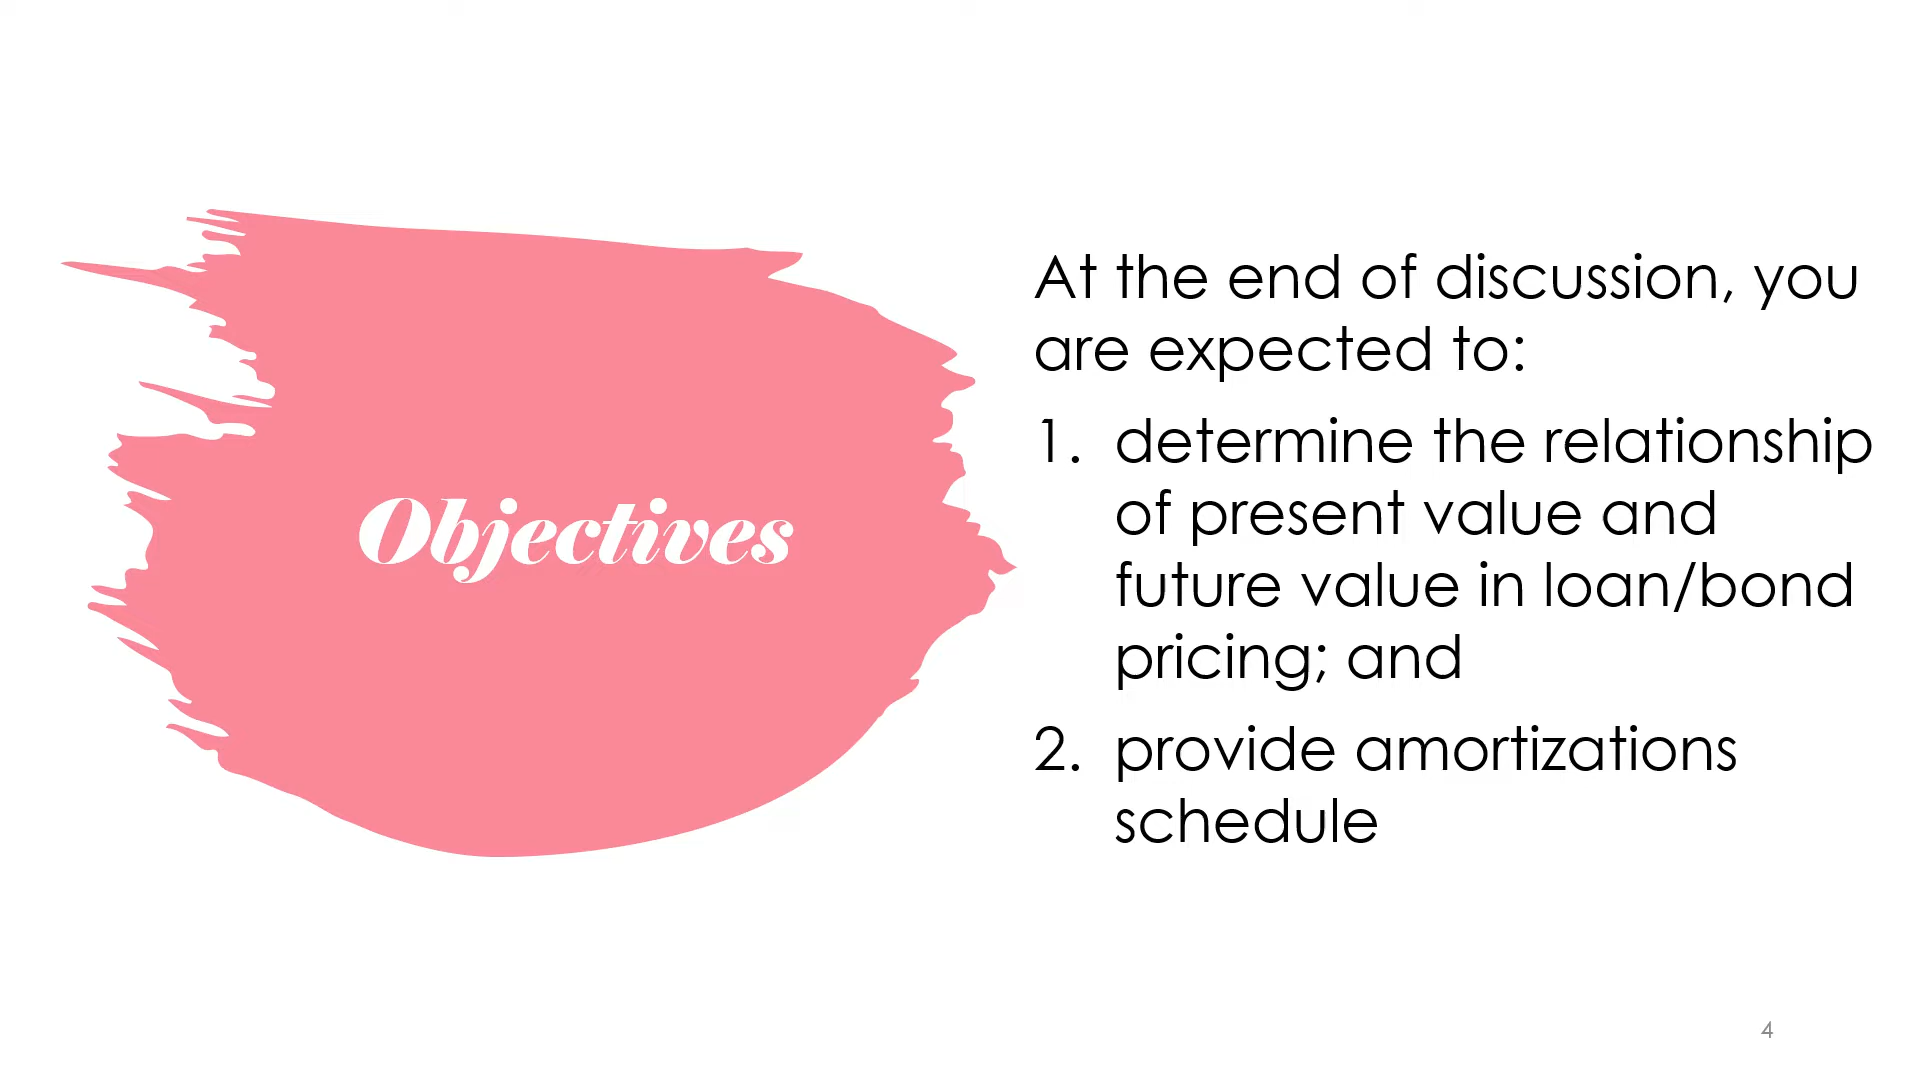 Objectives
At the end of discussion, you
are expected to:
1. determine the relationship
of present value and
future value in loan/bond
pricing; and
2. provide amortizations
schedule
4